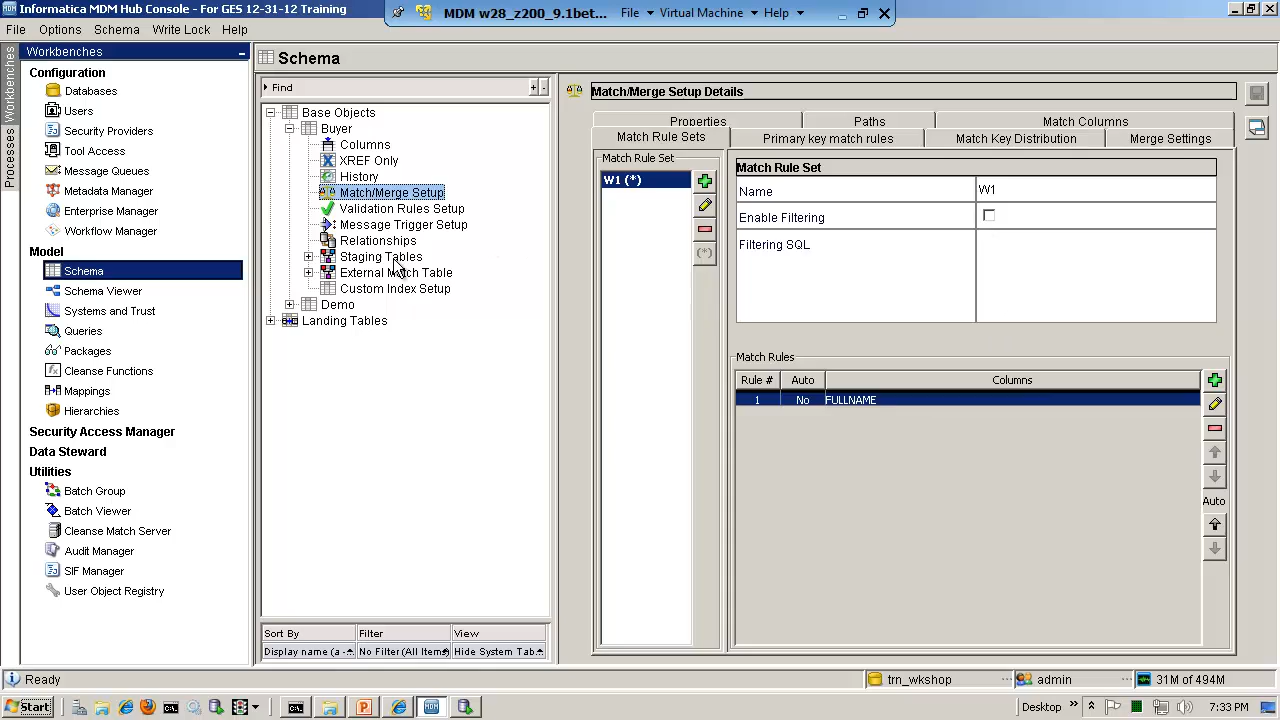 Informatica MDM Hub Console - For GES 12-31-12 Training
MDM w28_z200_9.1bet... File Virtual Machine Help
File Options Schema Write Lock Help
Workbenches
Processes
Workbenches
Configuration
Databases
Users
Security Providers
Tool Access
Message Queues
Metadata Manager
Enterprise Manager
Workflow Manager
Model
Schema
Schema Viewer
Systems and Trust
Queries
Packages
Cleanse Functions
Mappings
Hierarchies
Security Access Manager
Data Steward
Utilities
Batch Group
Batch Viewer
Cleanse Match Server
Audit Manager
SIF Manager
User Object Registry
Schema
Find
Base Objects
Buyer
Columns
XREF Only
History
Match/Merge Setup
Validation Rules Setup
Message Trigger Setup
Relationships
Staging Tables
External Match Table
Custom Index Setup
Demo
Landing Tables
Sort By Filter View
Display name (a - No Filter (All Items) Hide System Tab
Match/Merge Setup Details
Properties Paths Match Columns
Match Rule Sets Primary key match rules Match Key Distribution Merge Settings
Match Rule Set
W1 (*)
(*)
Match Rule Set
Name W1
Enable Filtering
Filtering SQL
Match Rules
Rule # Auto Columns
1 No FULLNAME
Auto
Ready trn_wkshop admin 31M of 494M
Start Desktop 7:33 PM